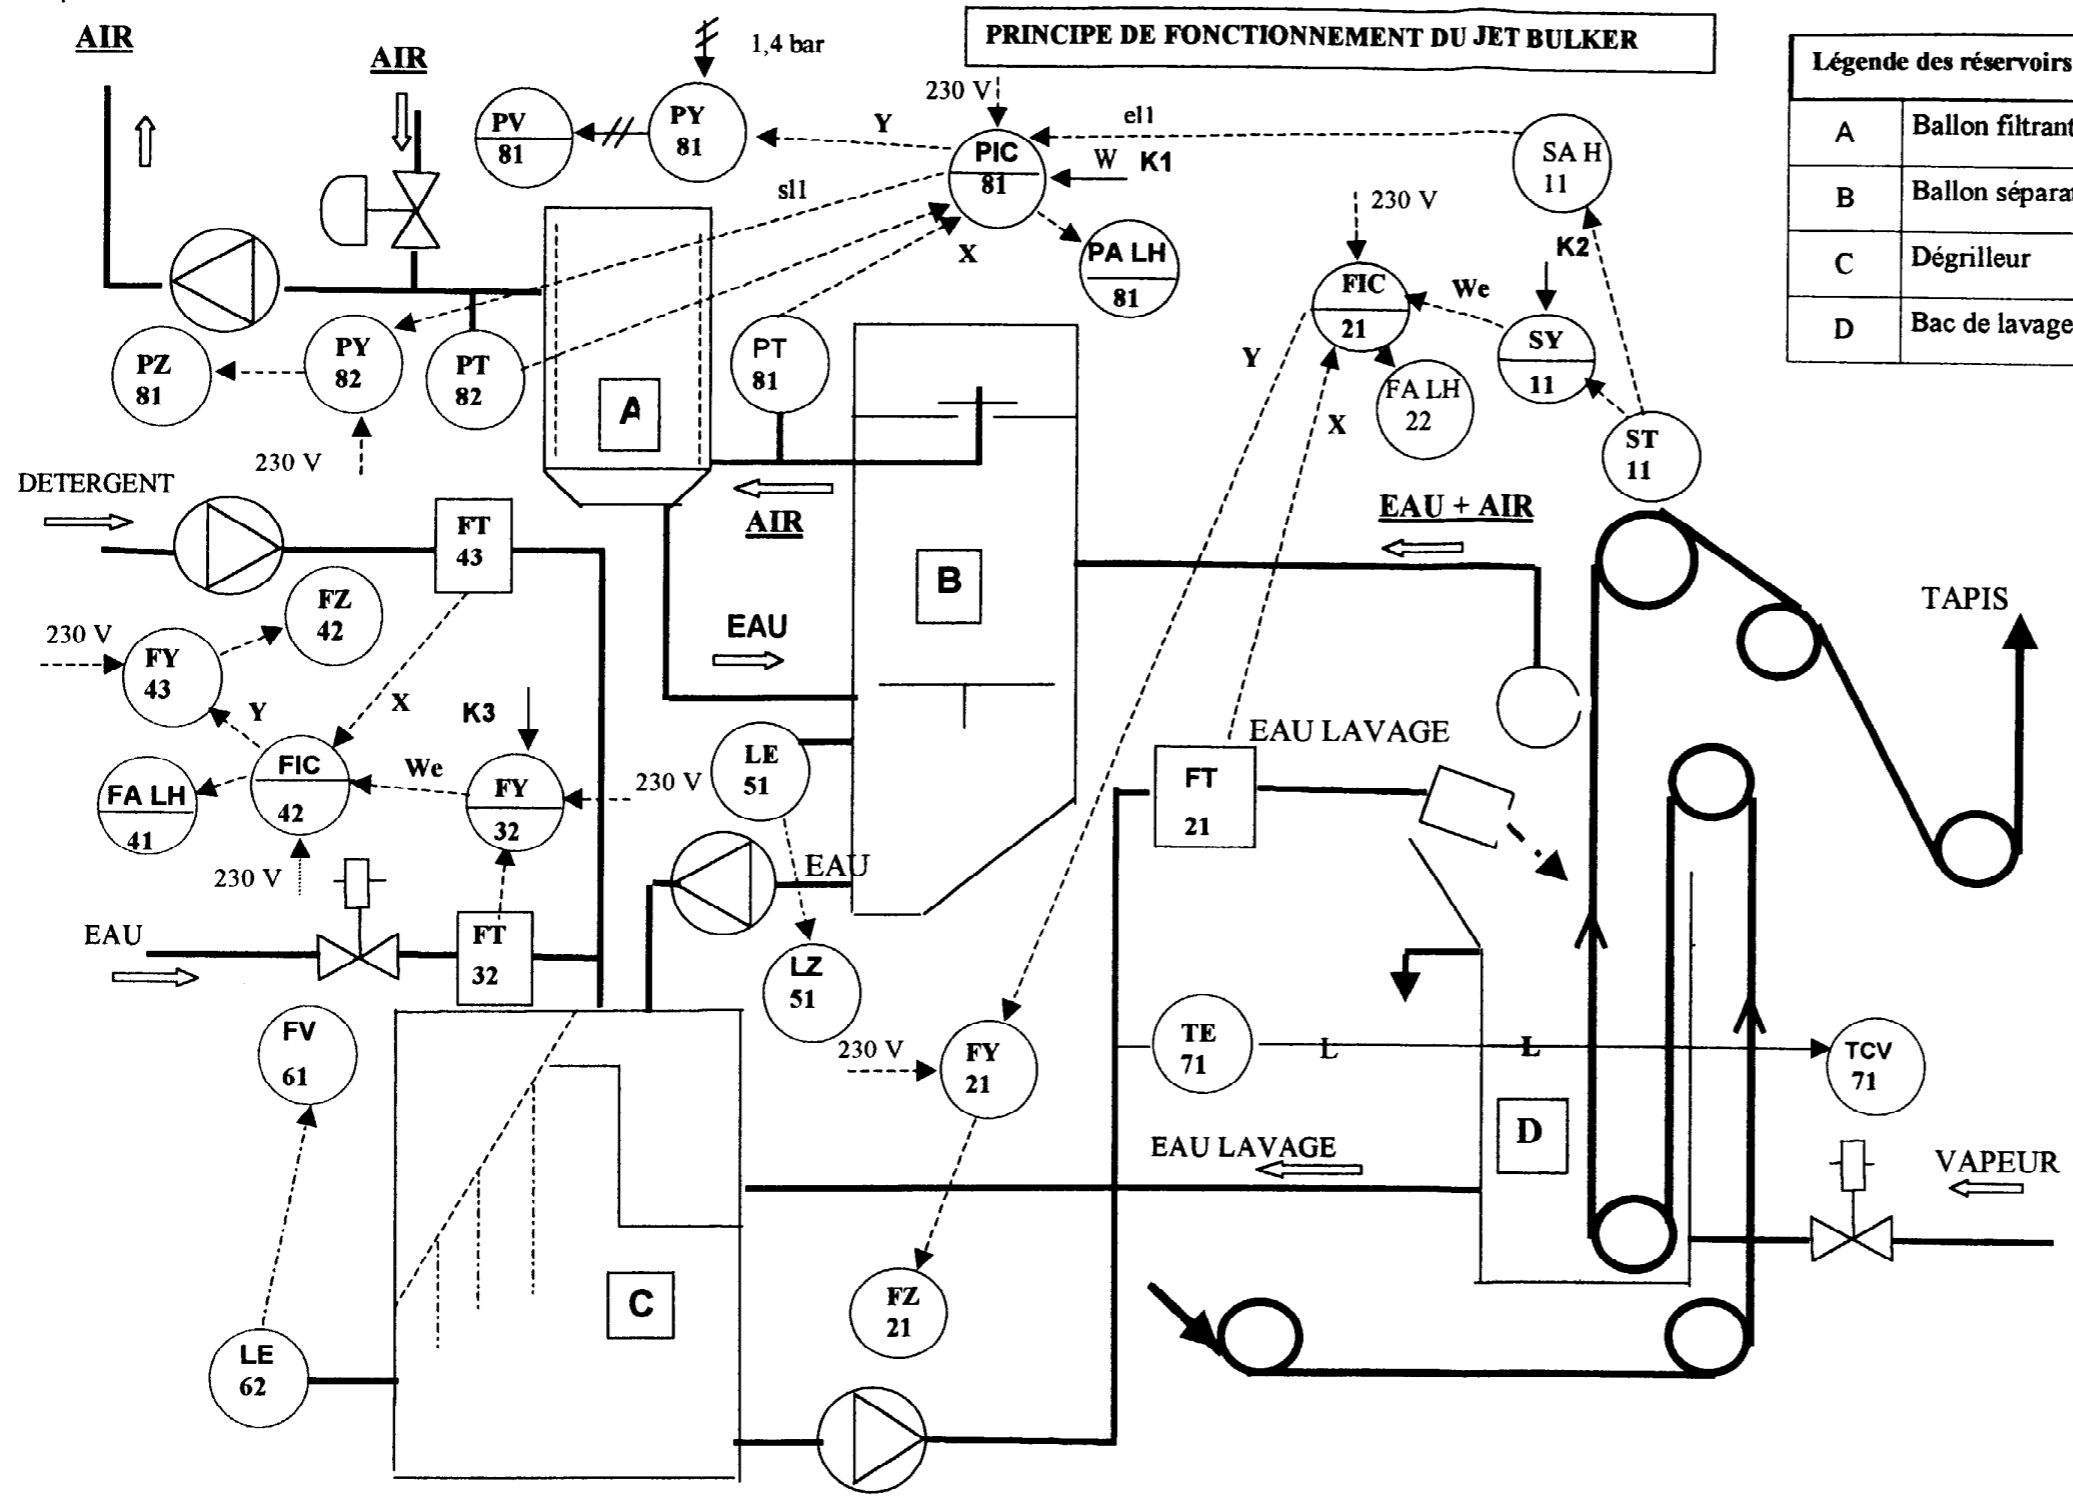 AIR
AIR
1,4 bar
PRINCIPE DE FONCTIONNEMENT DU JET BULKER
Légende des réservoirs
A Ballon filtrant
B
C Dégrilleur
D Bac de lavage
230 V
PV
81
PY
81
Y
PIC
81
W K1
el1
SA H
11
sl1
X
PA LH
81
230 V
FIC
21
We
K2
SY
11
FA LH
22
ST
11
Y
X
PZ
81
PY
82
PT
82
PT
81
A
230 V
DETERGENT
FT
43
AIR
EAU + AIR
B
TAPIS
FZ
42
230 V
FY
43
EAU
Y
X
K3
FIC
42
We
FY
32
230 V
LE
51
FA LH
41
230 V
EAU LAVAGE
FT
21
EAU
EAU
FT
32
LZ
51
FV
61
230 V
FY
21
TE
71
L
L
TCV
71
D
EAU LAVAGE
VAPEUR
C
FZ
21
LE
62